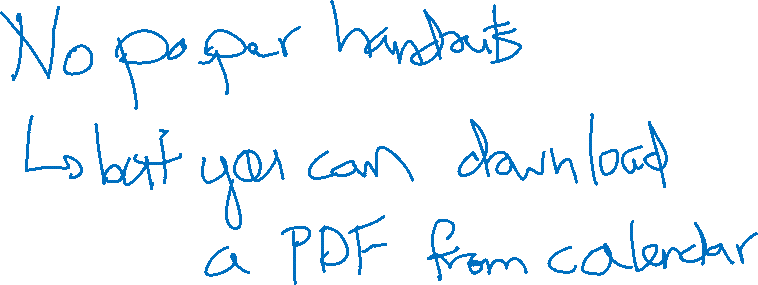 No paper handouts
↳ but you can download
a PDF from calendar